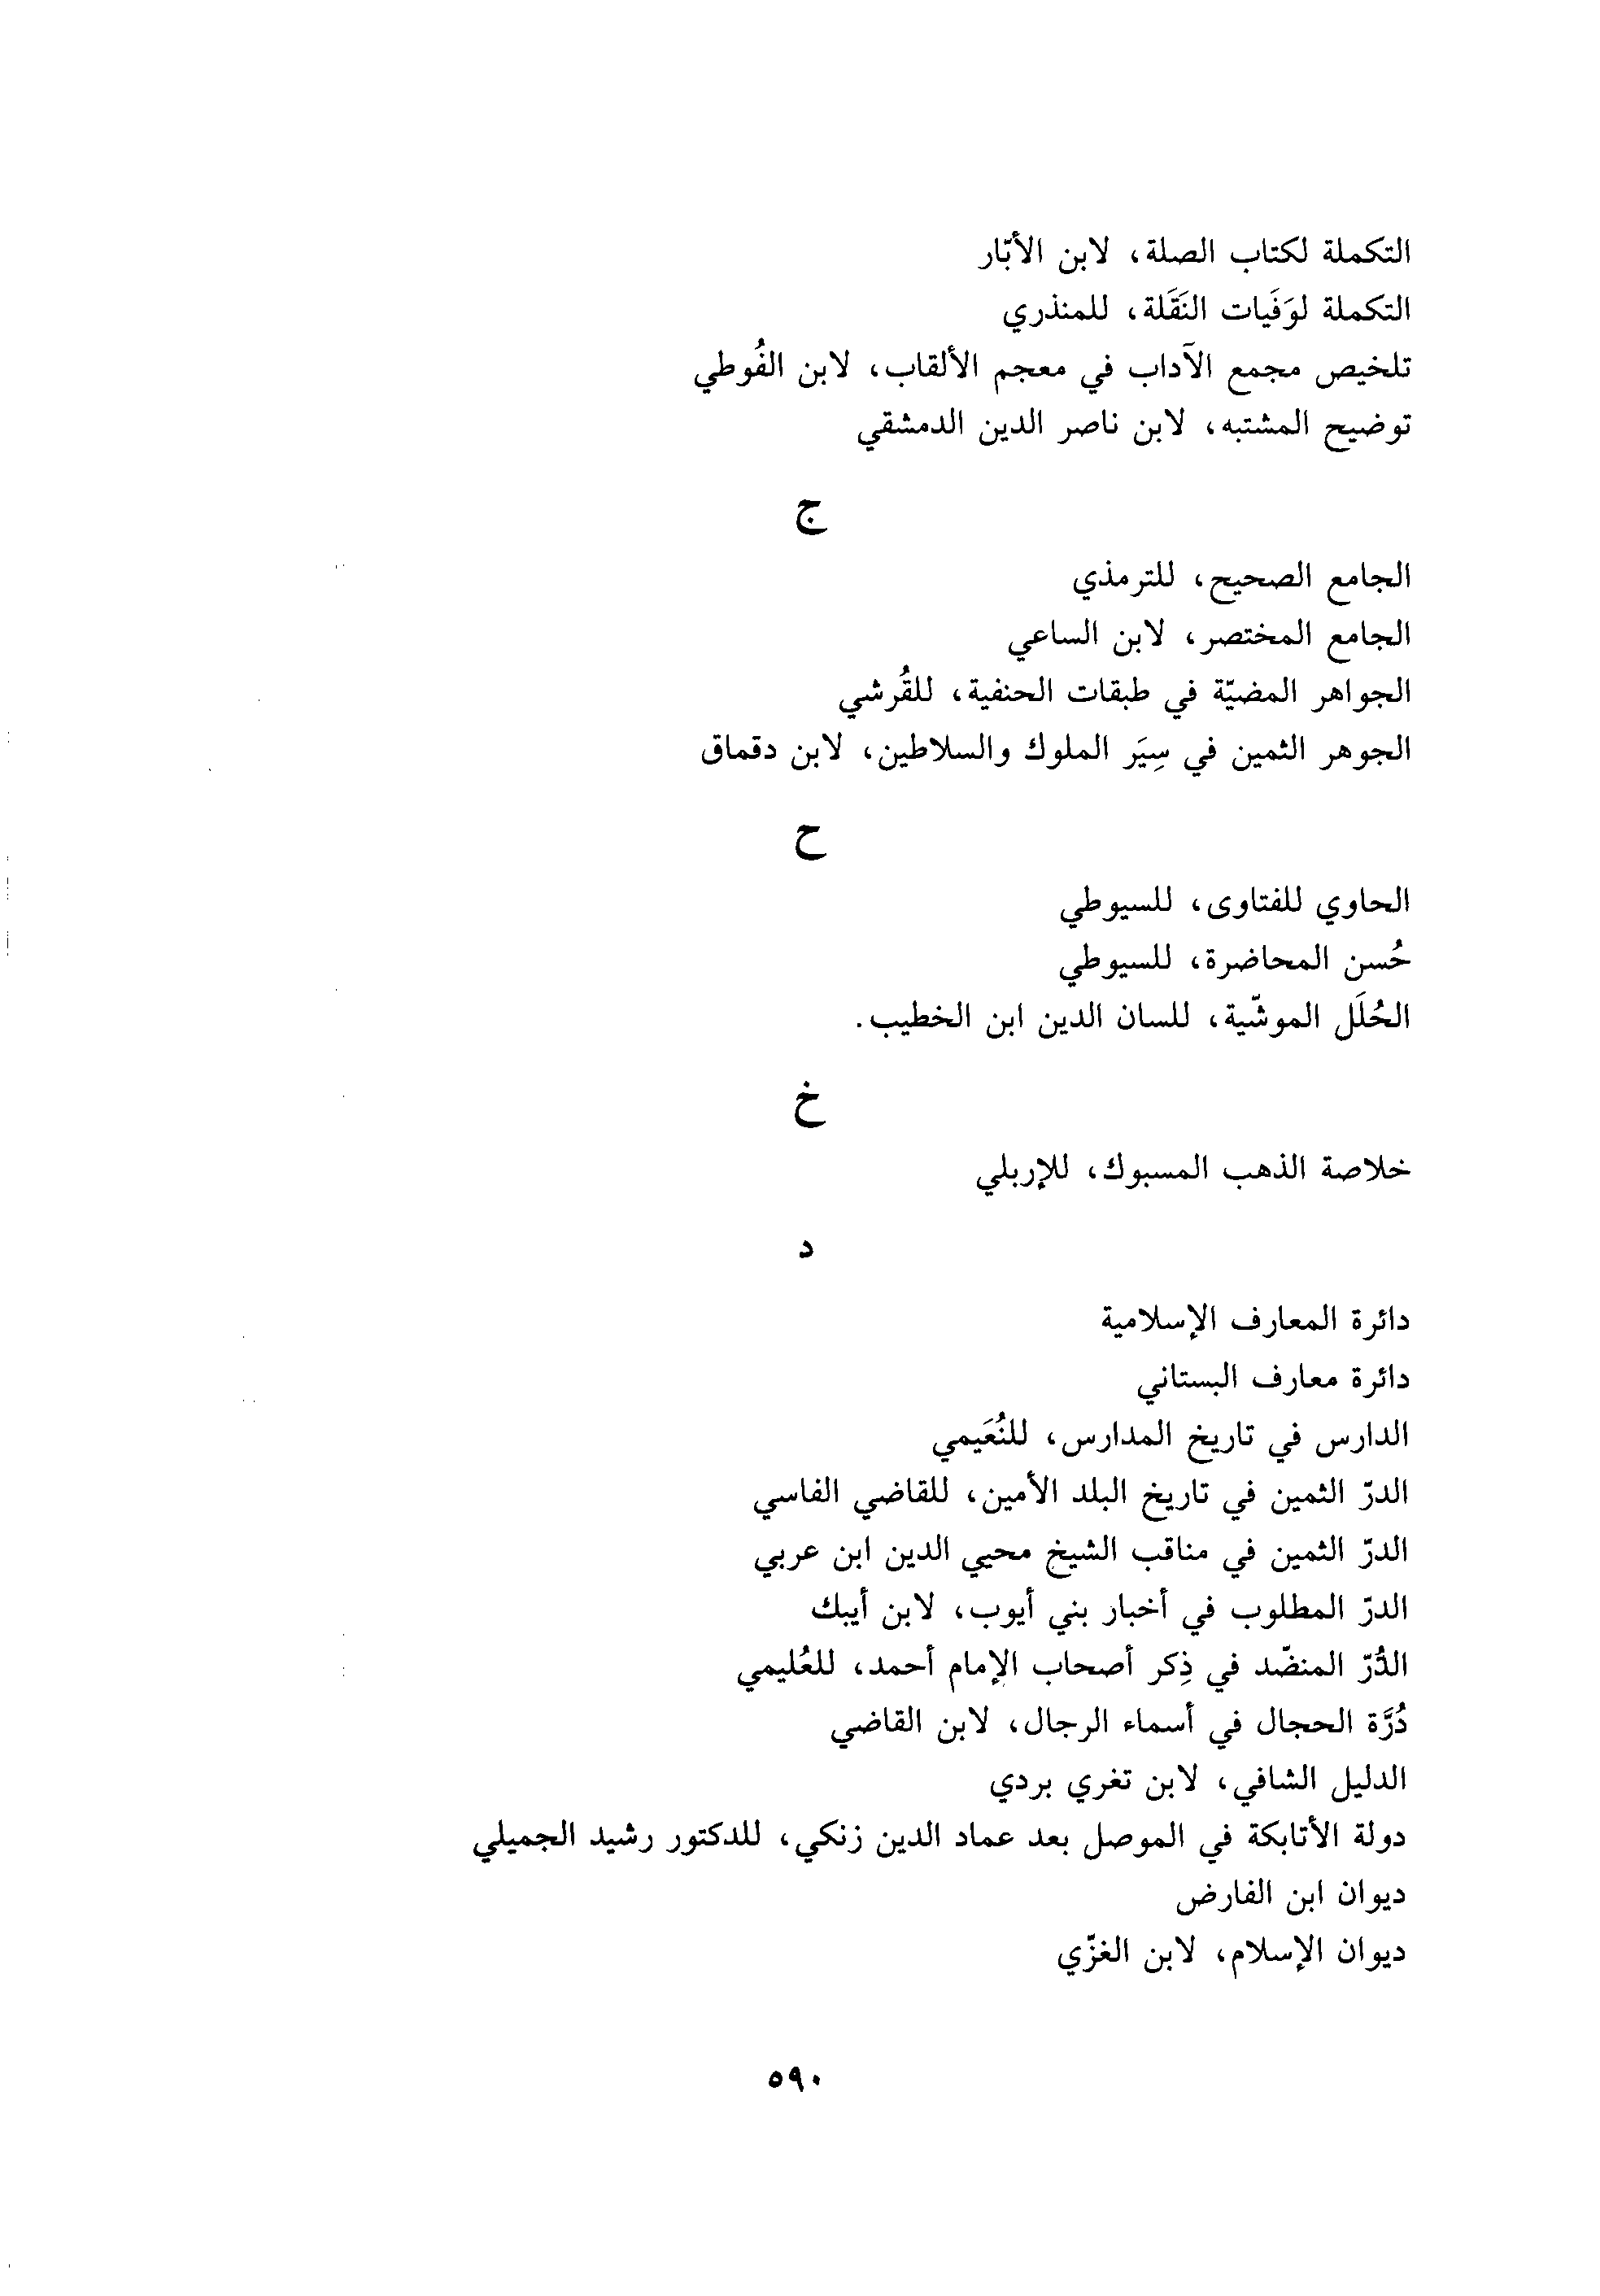 التكملة لكتاب الصلة، لابن الأبّار
التكملة لوَفَيات النَقَلة، للمنذري
تلخيص مجمع الآداب في معجم الألقاب، لابن الفُوطي
توضيح المشتبه، لابن ناصر الدين الدمشقي
ج
الجامع الصحيح، للترمذي
الجامع المختصر، لابن الساعي
الجواهر المضيّة في طبقات الحنفية، للقُرشي
الجوهر الثمين في سِيَر الملوك والسلاطين، لابن دقماق
ح
الحاوي للفتاوى، للسيوطي
حُسن المحاضرة، للسيوطي
الحُلَل الموشّية، للسان الدين ابن الخطيب.
خ
خلاصة الذهب المسبوك، للإربلي
د
دائرة المعارف الإسلامية
دائرة معارف البستاني
الدارس في تاريخ المدارس، للنُعَيمي
الدرّ الثمين في تاريخ البلد الأمين، للقاضي الفاسي
الدرّ الثمين في مناقب الشيخ محيي الدين ابن عربي
الدرّ المطلوب في أخبار بني أيوب، لابن أيبك
الدُرّ المنضّد في ذِكر أصحاب الإمام أحمد، للعُليمي
دُرَّة الحجال في أسماء الرجال، لابن القاضي
الدليل الشافي، لابن تغري بردي
دولة الأتابكة في الموصل بعد عماد الدين زنكي، للدكتور رشيد الجميلي
ديوان ابن الفارض
ديوان الإسلام، لابن الغزّي
٥٩٠